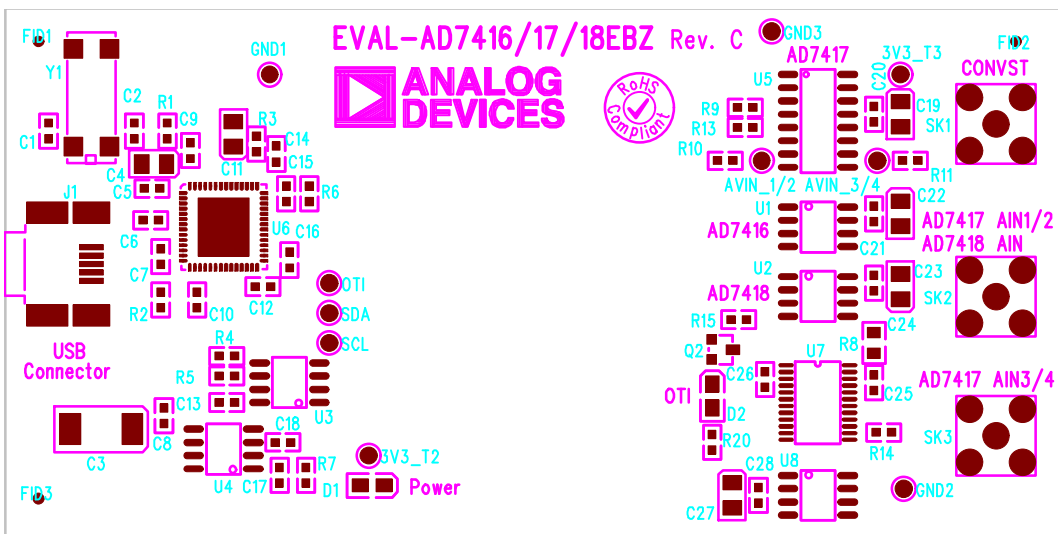 FID1
Y1
GND1
EVAL-AD7416/17/18EBZ Rev. C
GND3
AD7417
3V3_T3
FID2
CONVST
ANALOG
DEVICES
RoHS
Compliant
U5
C20
C19
SK1
C1
C2
R1
C9
R3
C14
C15
C11
R9
R13
R10
R11
C4
C5
J1
R6
AVIN_1/2
AVIN_3/4
C22
U1
AD7416
AD7417 AIN1/2
AD7418 AIN
C6
U6
C16
C21
C7
U2
C23
AD7418
SK2
R2
C10
C12
OTI
SDA
SCL
R15
C24
USB
Connector
R4
Q2
U7
R8
R5
C26
C25
AD7417 AIN3/4
OTI
C13
C8
U3
D2
C3
C18
R20
R14
SK3
3V3_T2
U4
C17
R7
D1
Power
C28
U8
C27
GND2
FID3